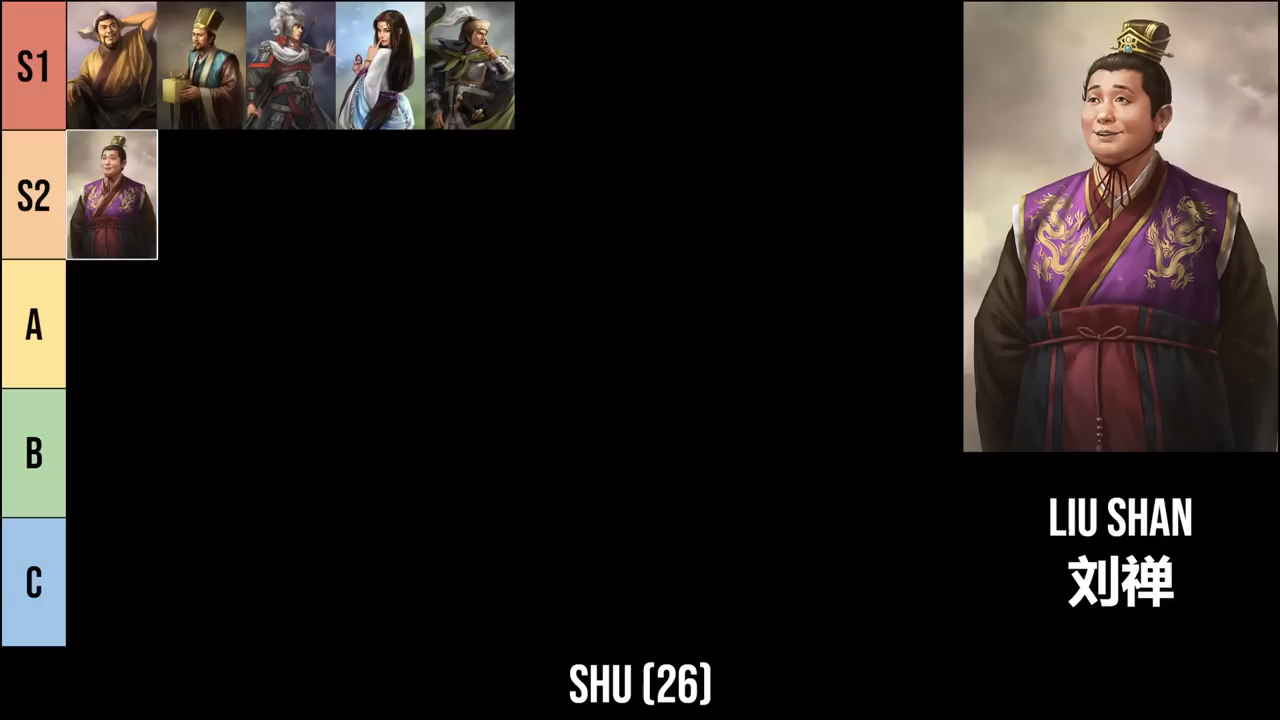 S1
S2
A
B
C
LIU SHAN
刘禅
SHU (26)